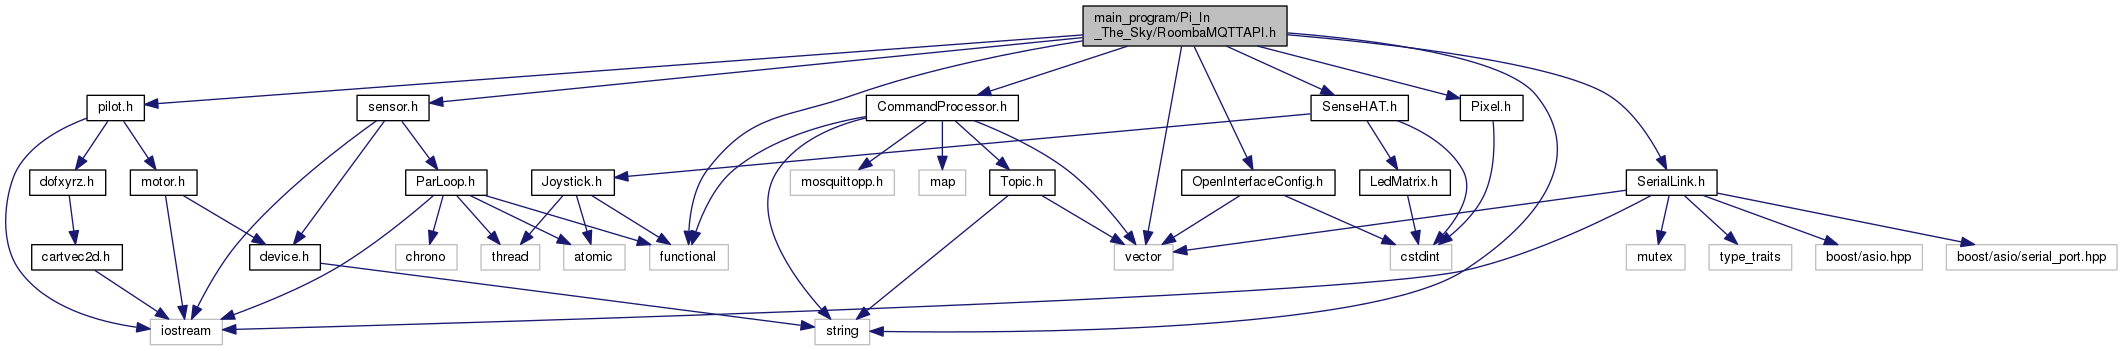 main_program/Pi_In
_The_Sky/RoombaMQTTAPI.h
pilot.h
sensor.h
CommandProcessor.h
SenseHAT.h
Pixel.h
dofxyrz.h
motor.h
ParLoop.h
Joystick.h
mosquittopp.h
map
Topic.h
OpenInterfaceConfig.h
LedMatrix.h
SerialLink.h
cartvec2d.h
device.h
chrono
thread
atomic
functional
vector
cstdint
mutex
type_traits
boost/asio.hpp
boost/asio/serial_port.hpp
iostream
string